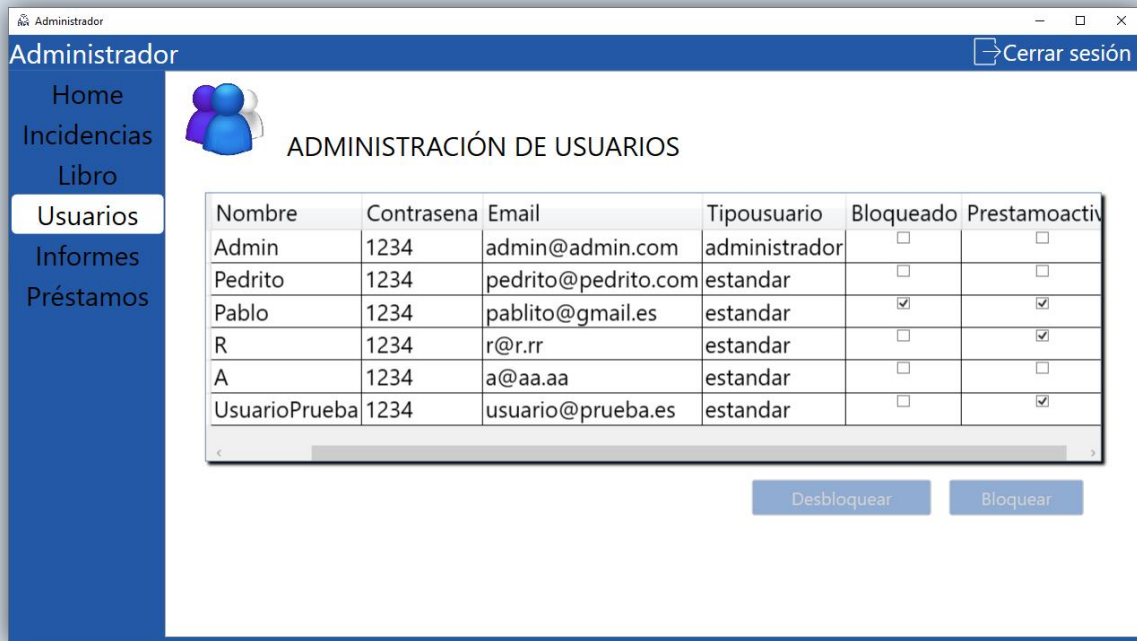 Administrador
Administrador Cerrar sesión
Home
Incidencias
Libro
Usuarios
Informes
Préstamos
ADMINISTRACIÓN DE USUARIOS
Nombre Contrasena Email Tipousuario Bloqueado Prestamoactiv
Admin 1234 admin@admin.com administrador
Pedrito 1234 pedrito@pedrito.com estandar
Pablo 1234 pablito@gmail.es estandar
R 1234 r@r.rr estandar
A 1234 a@aa.aa estandar
UsuarioPrueba 1234 usuario@prueba.es estandar
Desbloquear Bloquear